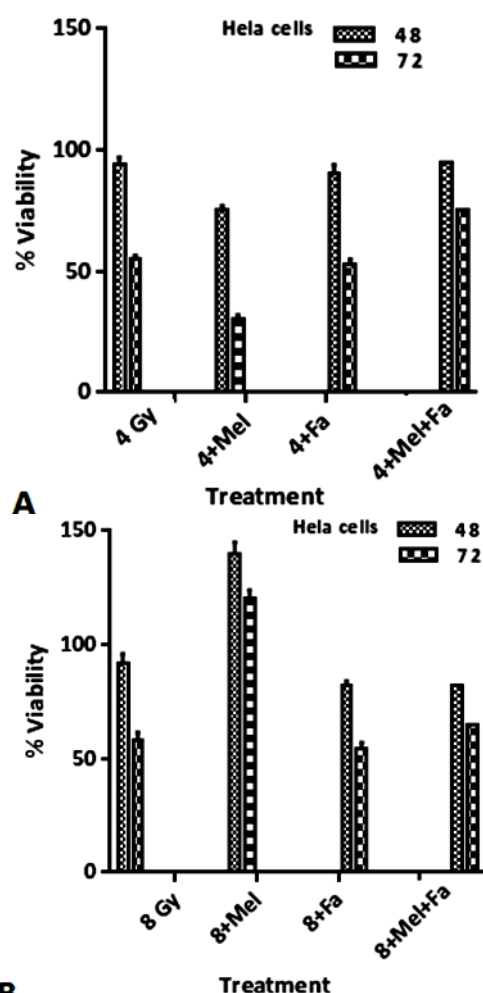 150
Hela cells
48
72
100
50
0
% Viability
4 Gy
4+Mel
4+Fa
4+Mel+Fa
Treatment
A
150
Hela cells
48
72
100
50
0
% Viability
8 Gy
8+Mel
8+Fa
8+Mel+Fa
Treatment